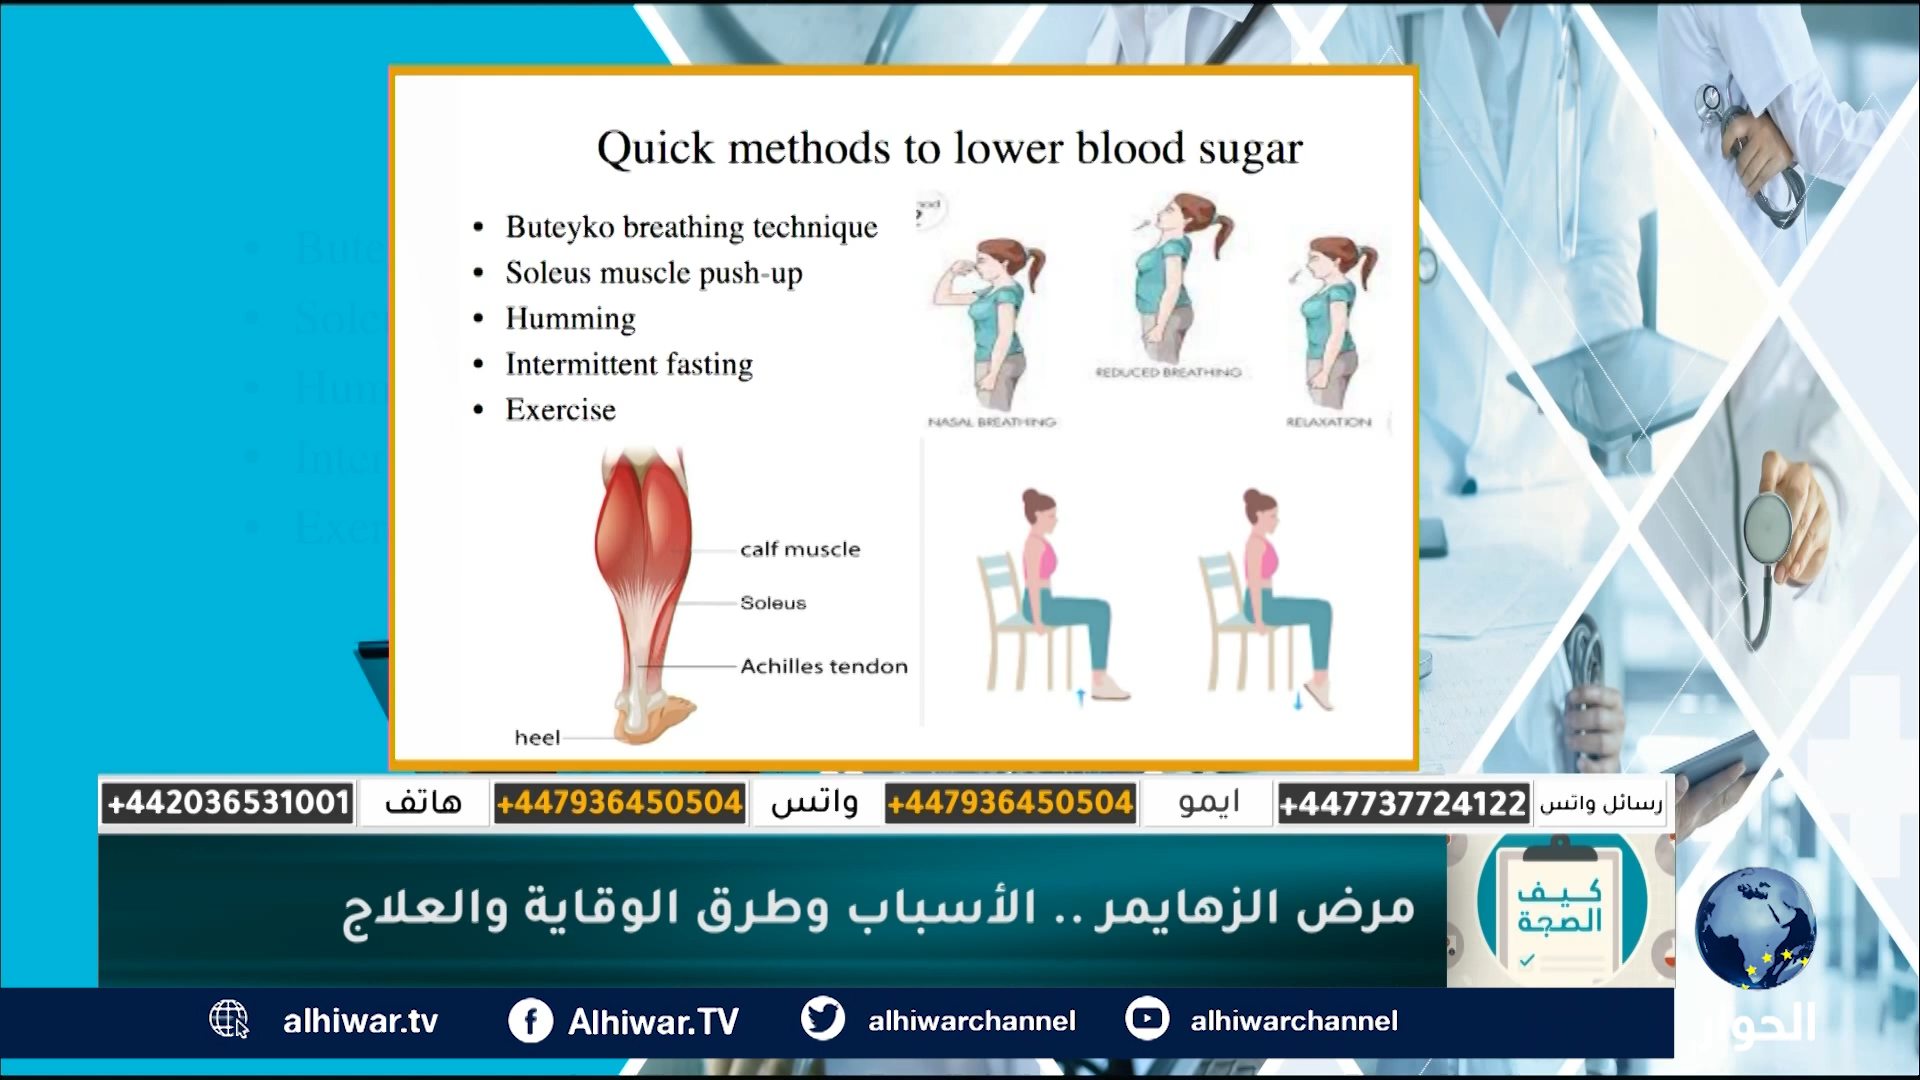 Quick methods to lower blood sugar
• Buteyko breathing technique
• Soleus muscle push-up
• Humming
• Intermittent fasting
• Exercise
NASAL BREATHING
REDUCED BREATHING
RELAXATION
calf muscle
Soleus
Achilles tendon
heel
+442036531001 هاتف +447936450504 واتس +447936450504 ايمو +447737724122 رسائل واتس
مرض الزهايمر .. الأسباب وطرق الوقاية والعلاج
كيف
الصحة؟
alhiwar.tv Alhiwar.TV alhiwarchannel alhiwarchannel
الحوار